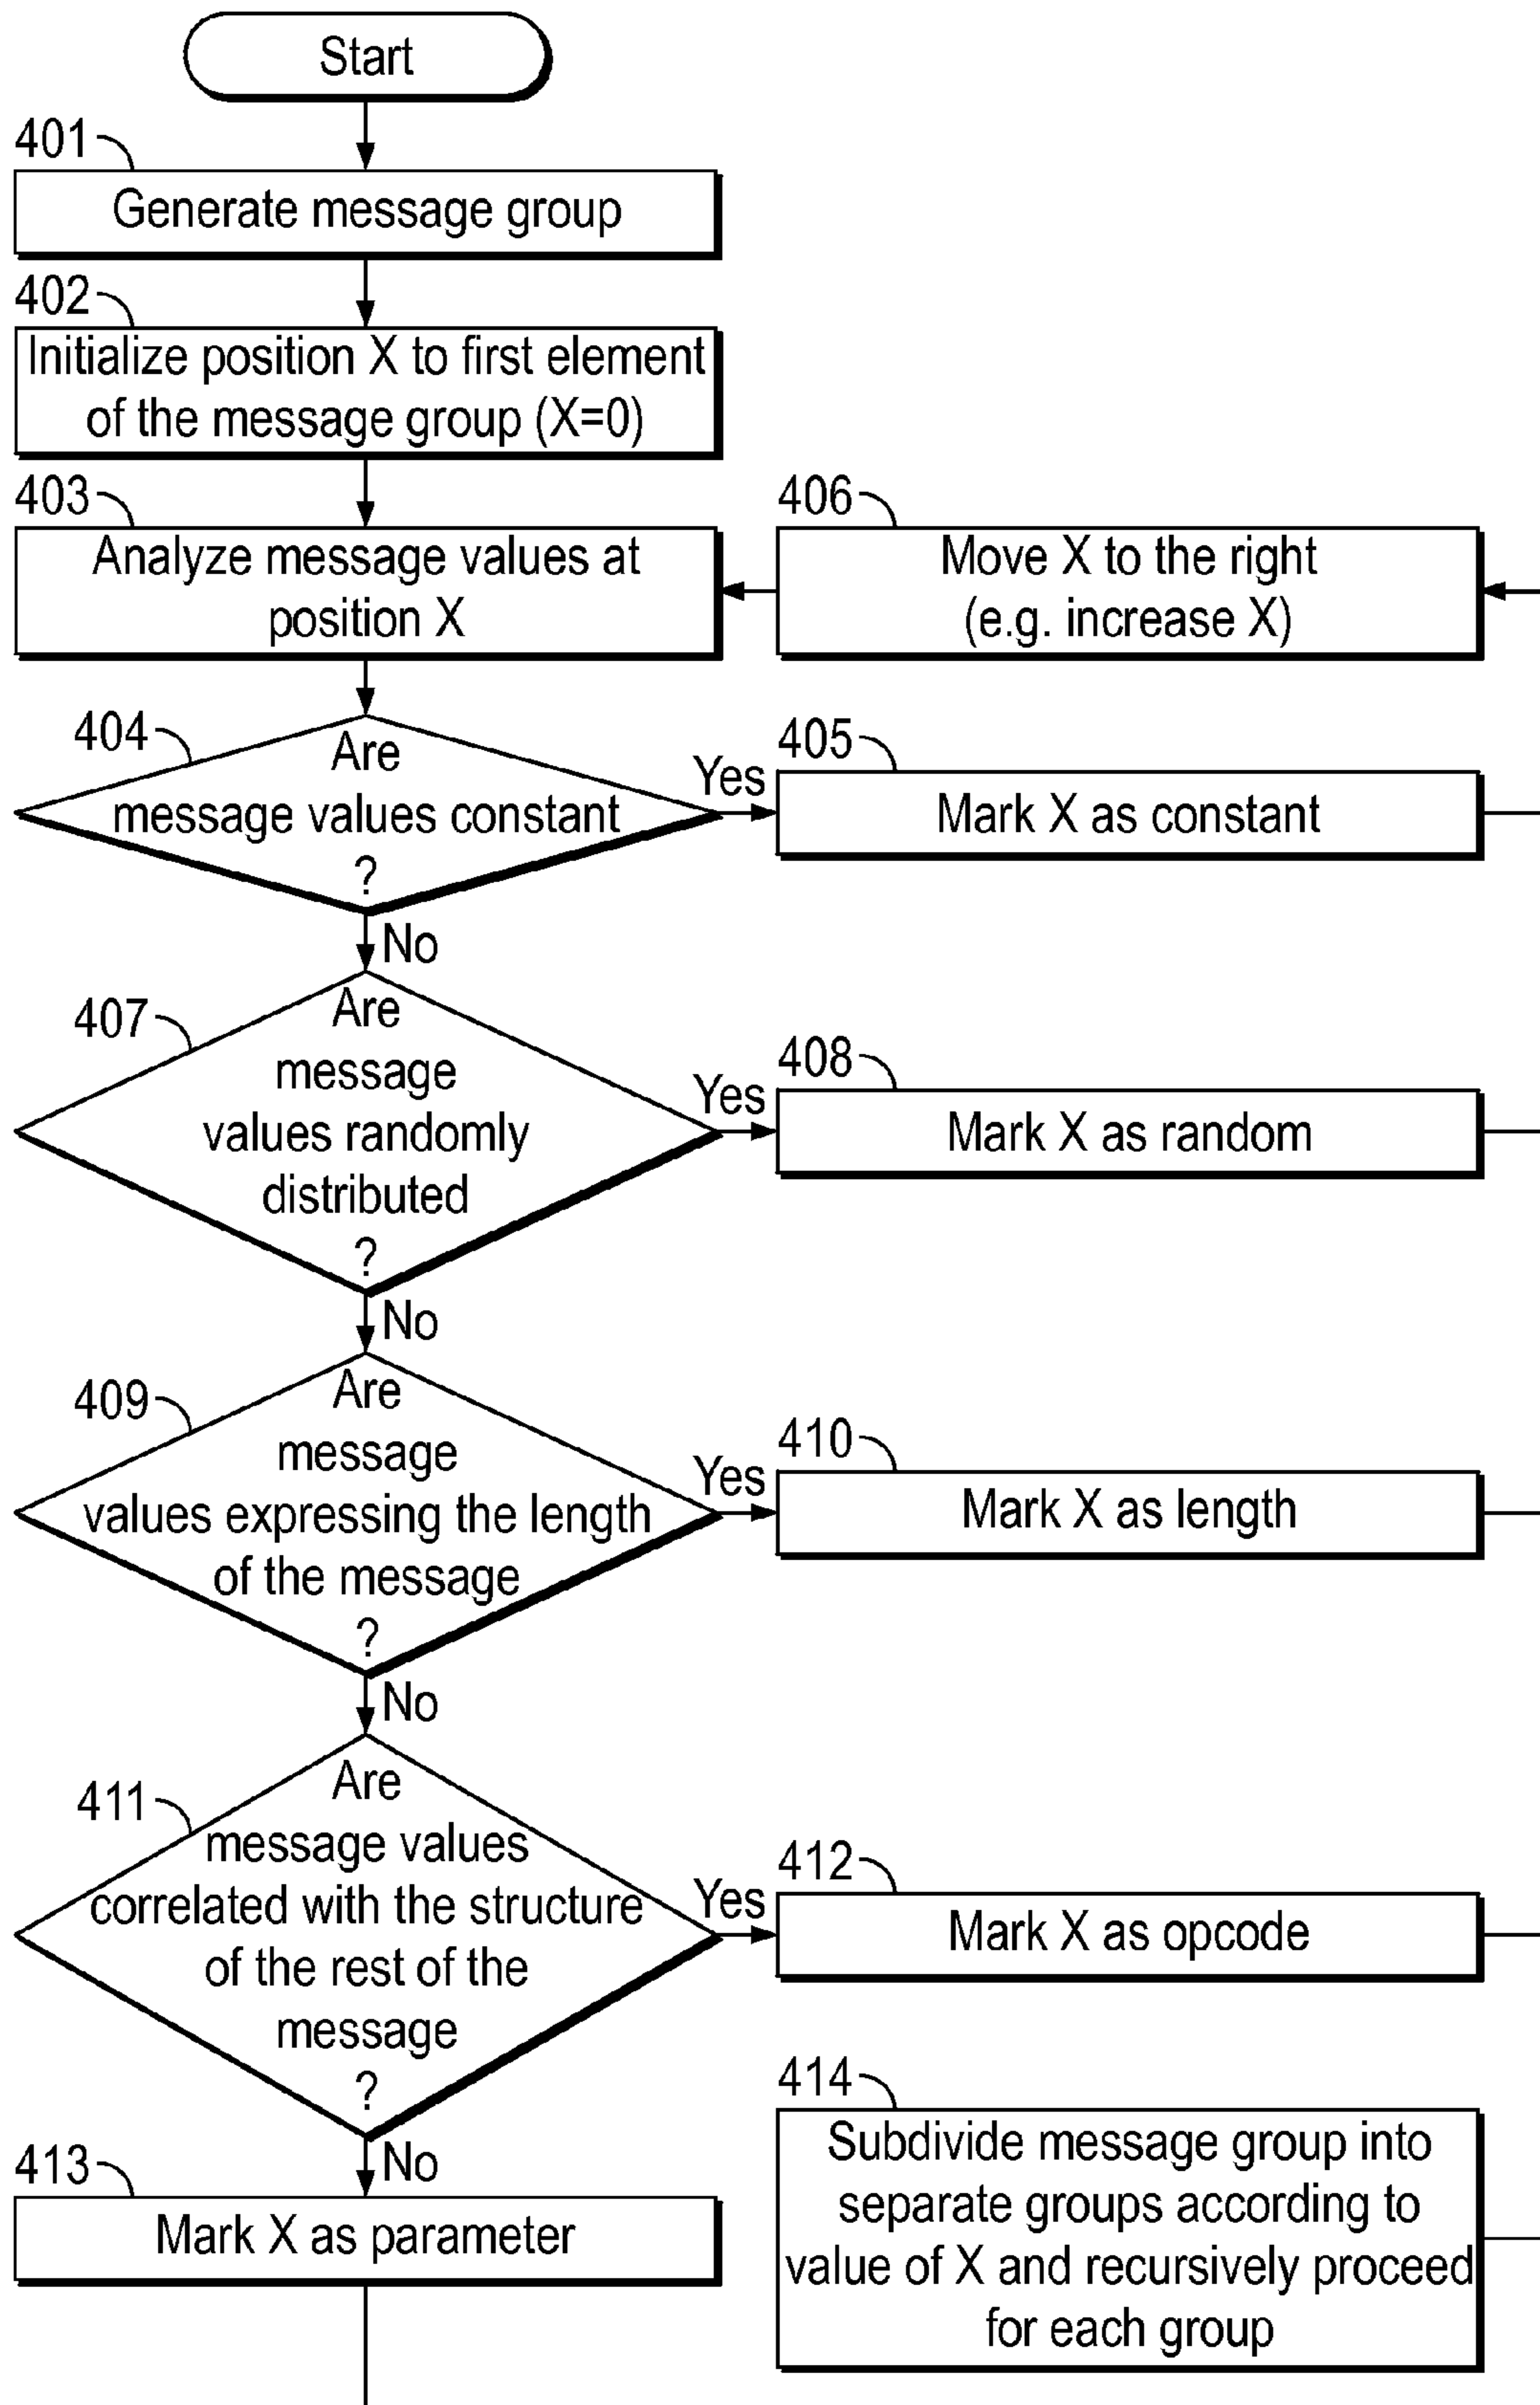 Start
401
Generate message group
402
Initialize position X to first element
of the message group (X=0)
403
Analyze message values at
position X
406
Move X to the right
(e.g. increase X)
404
Are
message values constant
?
Yes
405
Mark X as constant
No
407
Are
message
values randomly
distributed
?
Yes
408
Mark X as random
No
409
Are
message
values expressing the length
of the message
?
Yes
410
Mark X as length
No
411
Are
message values
correlated with the structure
of the rest of the
message
?
Yes
412
Mark X as opcode
No
413
Mark X as parameter
414
Subdivide message group into
separate groups according to
value of X and recursively proceed
for each group